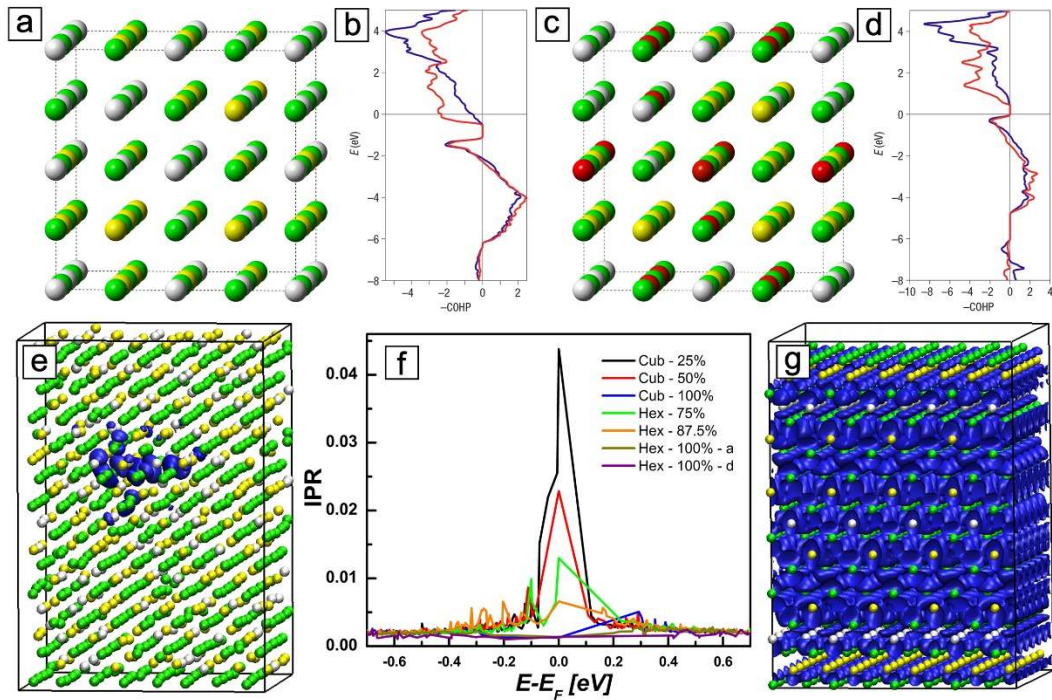 a
b
4
2
0
−2
−4
−6
−8
E (eV)
−4 −2 0 2
−COHP
c
d
4
2
0
−2
−4
−6
−8
E (eV)
−10 −8 −6 −4 −2 0 2
−COHP
e
f
0.04
0.03
0.02
0.01
0.00
IPR
Cub - 25%
Cub - 50%
Cub - 100%
Hex - 75%
Hex - 87.5%
Hex - 100% - a
Hex - 100% - d
-0.6 -0.4 -0.2 0.0 0.2 0.4 0.6
E-EF [eV]
g